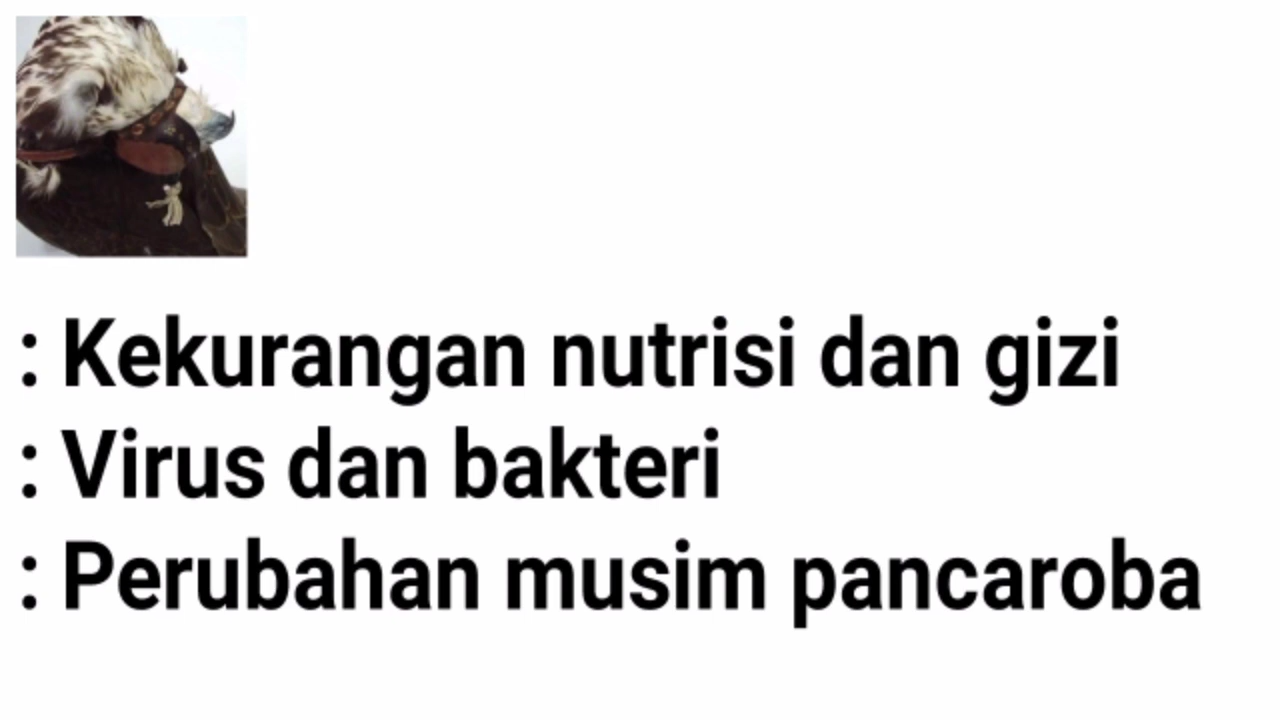 : Kekurangan nutrisi dan gizi
: Virus dan bakteri
: Perubahan musim pancaroba